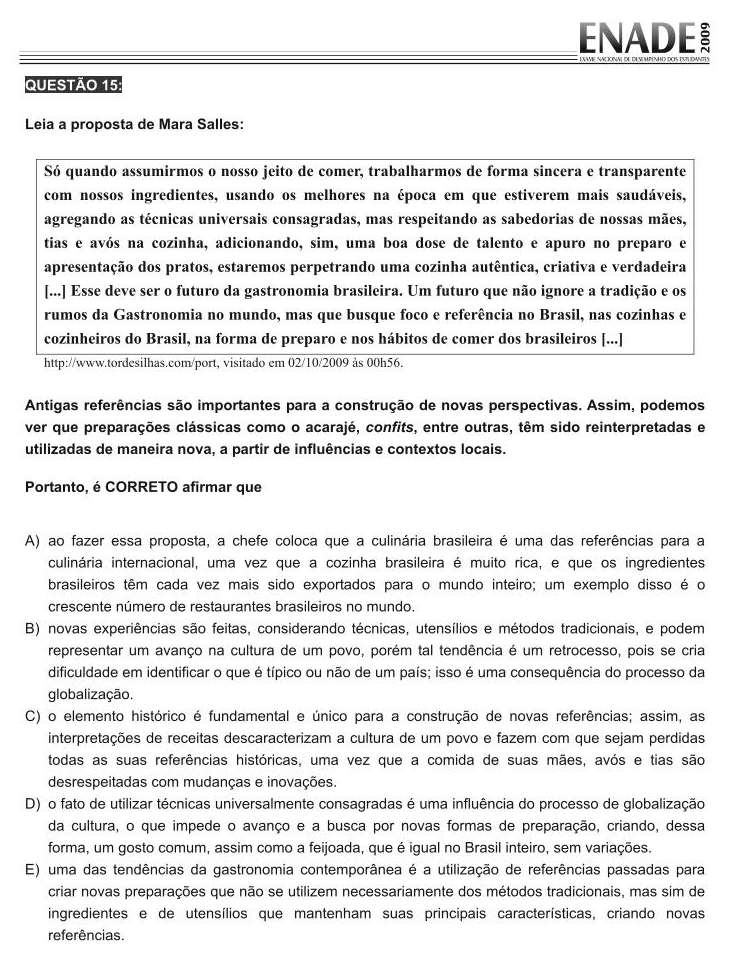 ENADE 2009
EXAME NACIONAL DE DESEMPENHO DOS ESTUDANTES
QUESTÃO 15:
Leia a proposta de Mara Salles:
Só quando assumirmos o nosso jeito de comer, trabalharmos de forma sincera e transparente
com nossos ingredientes, usando os melhores na época em que estiverem mais saudáveis,
agregando as técnicas universais consagradas, mas respeitando as sabedorias de nossas mães,
tias e avós na cozinha, adicionando, sim, uma boa dose de talento e apuro no preparo e
apresentação dos pratos, estaremos perpetrando uma cozinha autêntica, criativa e verdadeira
[...] Esse deve ser o futuro da gastronomia brasileira. Um futuro que não ignore a tradição e os
rumos da Gastronomia no mundo, mas que busque foco e referência no Brasil, nas cozinhas e
cozinheiros do Brasil, na forma de preparo e nos hábitos de comer dos brasileiros [...]
http://www.tordesilhas.com/port, visitado em 02/10/2009 às 00h56.
Antigas referências são importantes para a construção de novas perspectivas. Assim, podemos
ver que preparações clássicas como o acarajé, confits, entre outras, têm sido reinterpretadas e
utilizadas de maneira nova, a partir de influências e contextos locais.
Portanto, é CORRETO afirmar que
A) ao fazer essa proposta, a chefe coloca que a culinária brasileira é uma das referências para a
culinária internacional, uma vez que a cozinha brasileira é muito rica, e que os ingredientes
brasileiros têm cada vez mais sido exportados para o mundo inteiro; um exemplo disso é o
crescente número de restaurantes brasileiros no mundo.
B) novas experiências são feitas, considerando técnicas, utensílios e métodos tradicionais, e podem
representar um avanço na cultura de um povo, porém tal tendência é um retrocesso, pois se cria
dificuldade em identificar o que é típico ou não de um país; isso é uma consequência do processo da
globalização.
C) o elemento histórico é fundamental e único para a construção de novas referências; assim, as
interpretações de receitas descaracterizam a cultura de um povo e fazem com que sejam perdidas
todas as suas referências históricas, uma vez que a comida de suas mães, avós e tias são
desrespeitadas com mudanças e inovações.
D) o fato de utilizar técnicas universalmente consagradas é uma influência do processo de globalização
da cultura, o que impede o avanço e a busca por novas formas de preparação, criando, dessa
forma, um gosto comum, assim como a feijoada, que é igual no Brasil inteiro, sem variações.
E) uma das tendências da gastronomia contemporânea é a utilização de referências passadas para
criar novas preparações que não se utilizem necessariamente dos métodos tradicionais, mas sim de
ingredientes e de utensílios que mantenham suas principais características, criando novas
referências.